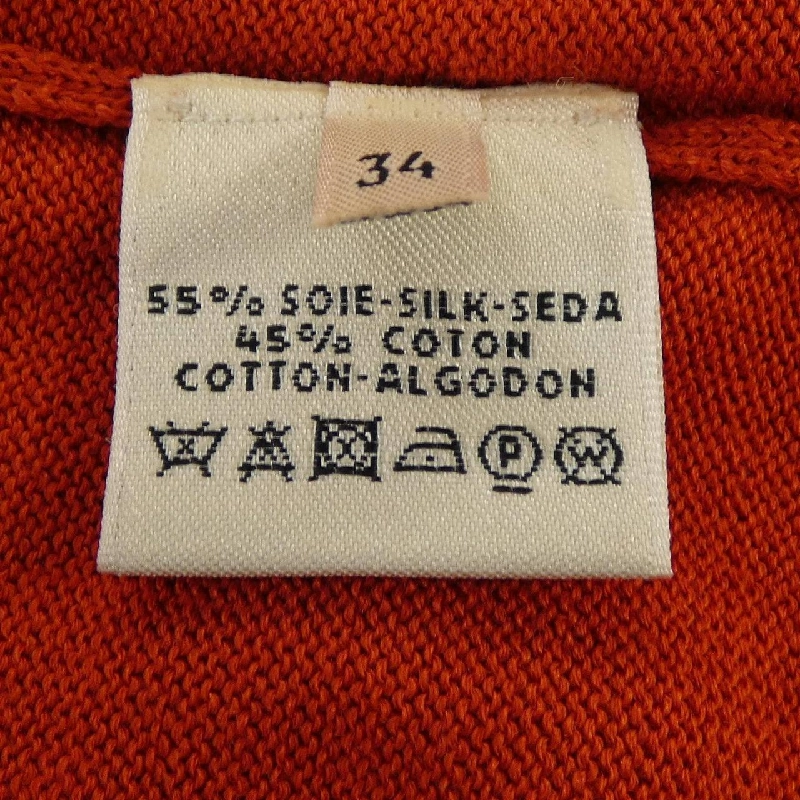 34
55% SOIE-SILK-SEDA
45% COTON
COTTON-ALGODON
P W